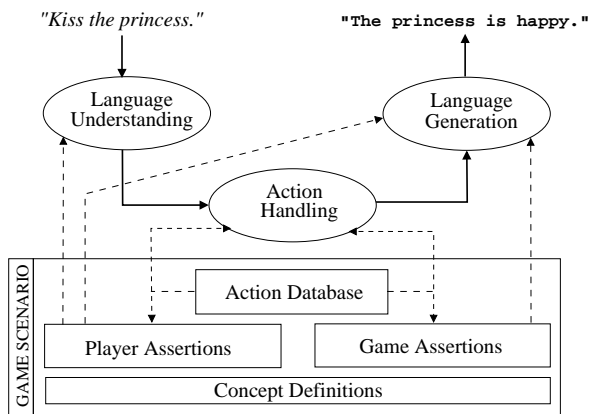 "Kiss the princess."
"The princess is happy."
Language
Understanding
Language
Generation
Action
Handling
GAME SCENARIO
Action Database
Player Assertions
Game Assertions
Concept Definitions